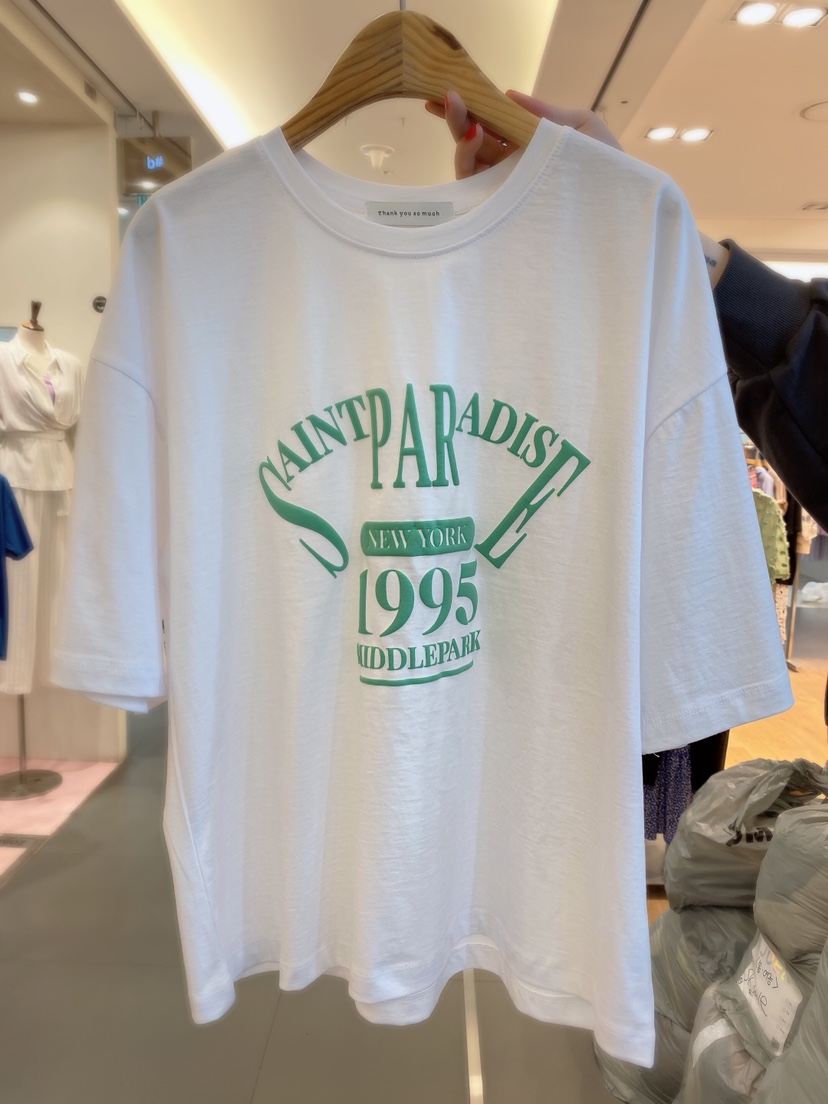 b#
Thank you so much
SAINTPARADISE
NEW YORK
1995
MIDDLEPARK